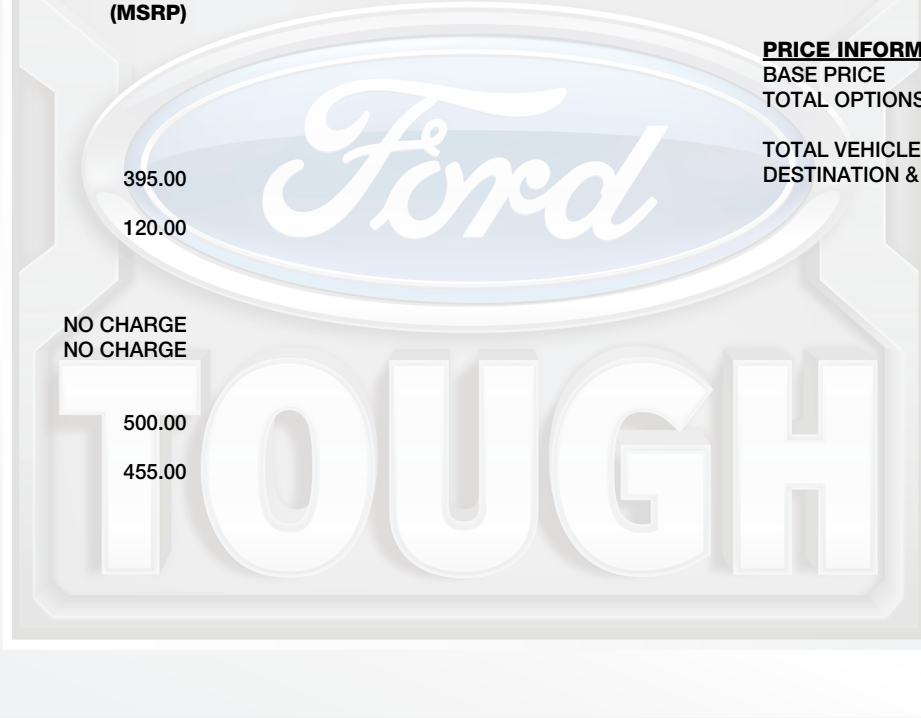 (MSRP)
PRICE INFORM
BASE PRICE
TOTAL OPTIONS
TOTAL VEHICLE
DESTINATION &
395.00
120.00
NO CHARGE
NO CHARGE
500.00
455.00
Ford
TOUGH